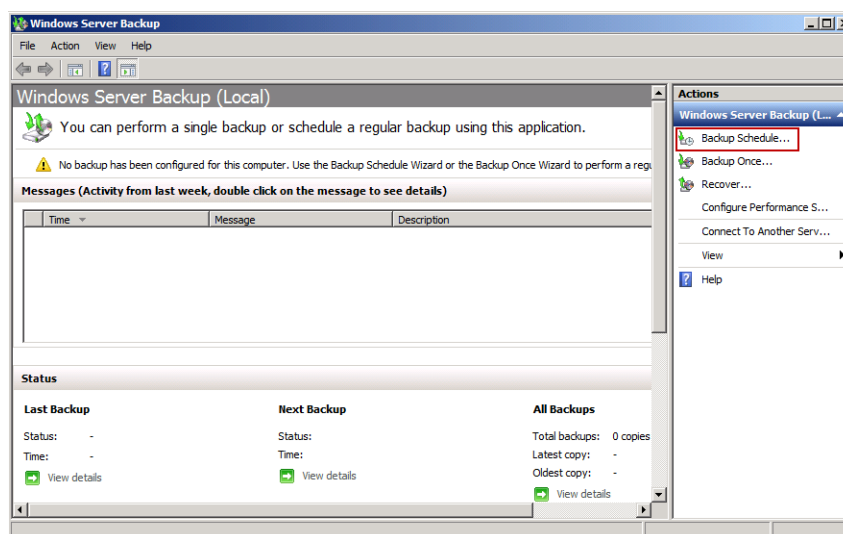 Windows Server Backup
File Action View Help
Windows Server Backup (Local)
You can perform a single backup or schedule a regular backup using this application.
No backup has been configured for this computer. Use the Backup Schedule Wizard or the Backup Once Wizard to perform a regu
Messages (Activity from last week, double click on the message to see details)
Time Message Description
Status
Last Backup Next Backup All Backups
Status: - Status: Total backups: 0 copies
Time: - Time: Latest copy: -
View details View details Oldest copy: -
View details
Actions
Windows Server Backup (L...
Backup Schedule...
Backup Once...
Recover...
Configure Performance S...
Connect To Another Serv...
View
Help